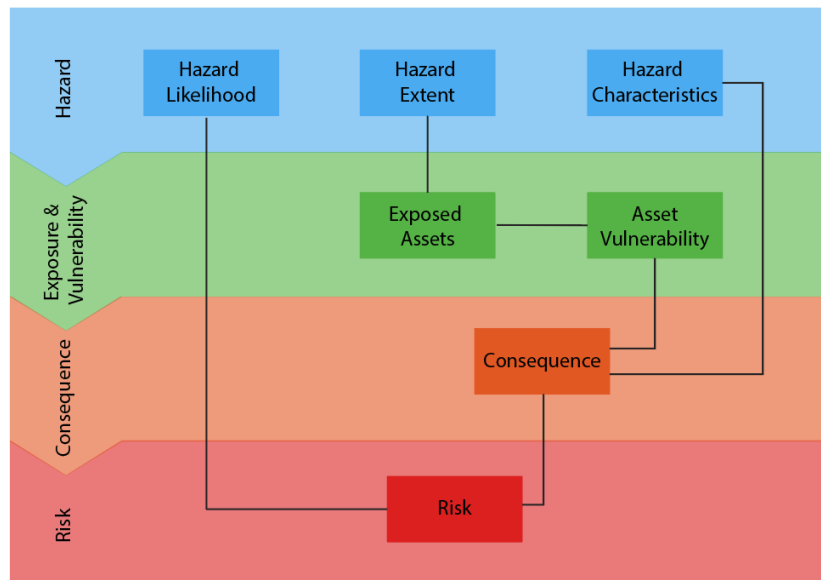 Hazard
Hazard
Likelihood
Hazard
Extent
Hazard
Characteristics
Exposure &
Vulnerability
Exposed
Assets
Asset
Vulnerability
Consequence
Consequence
Risk
Risk